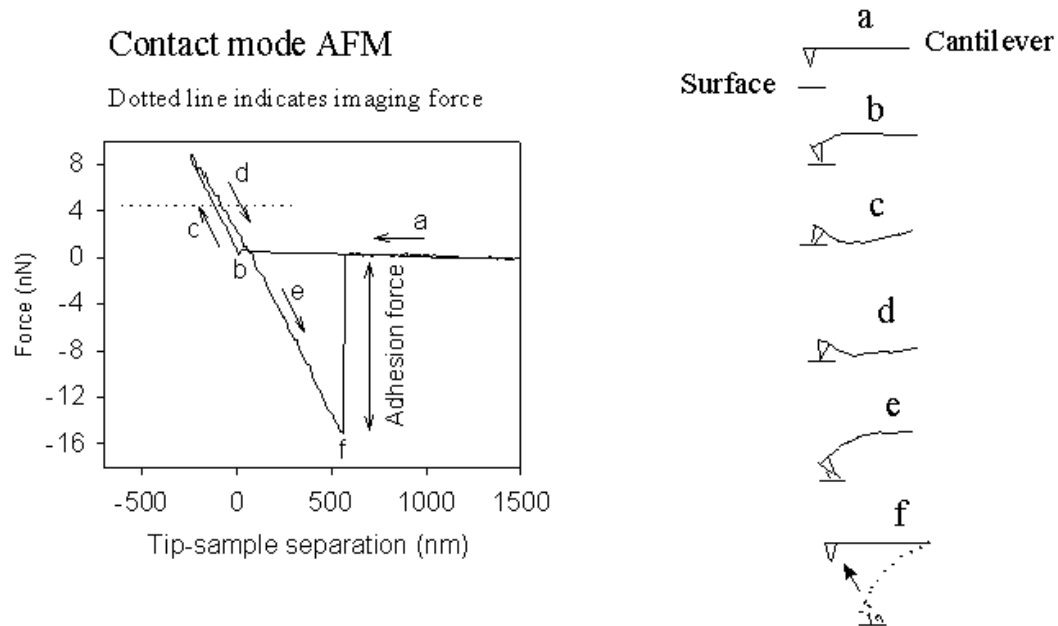 Contact mode AFM
Dotted line indicates imaging force
8
4
0
-4
-8
-12
-16
Force (nN)
d
c
b
a
e
f
Adhesion force
-500 0 500 1000 1500
Tip-sample separation (nm)
a
Cantilever
Surface
b
c
d
e
f